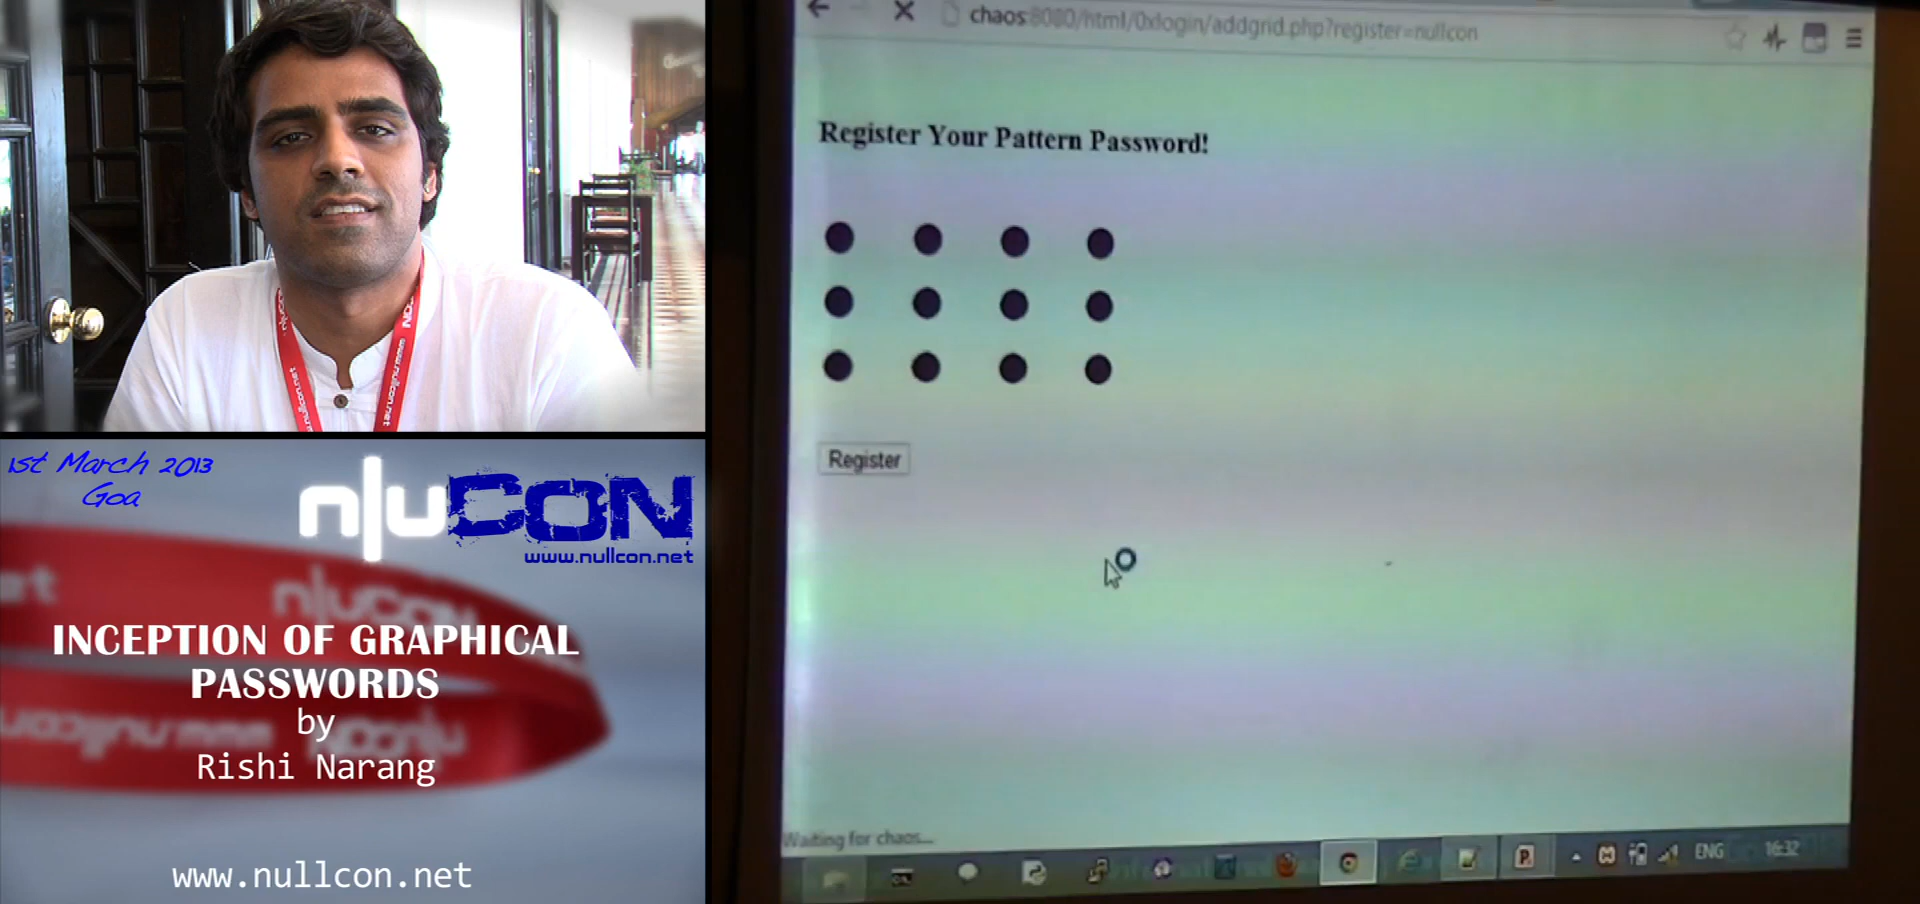 1st March 2013
Goa
nullcon
www.nullcon.net
nullcon
INCEPTION OF GRAPHICAL
PASSWORDS
by
Rishi Narang
www.nullcon.net
chaos:8080/html/0xlogin/addgrid.php?register=nullcon
Register Your Pattern Password!
Register
Waiting for chaos...
ENG
16:32